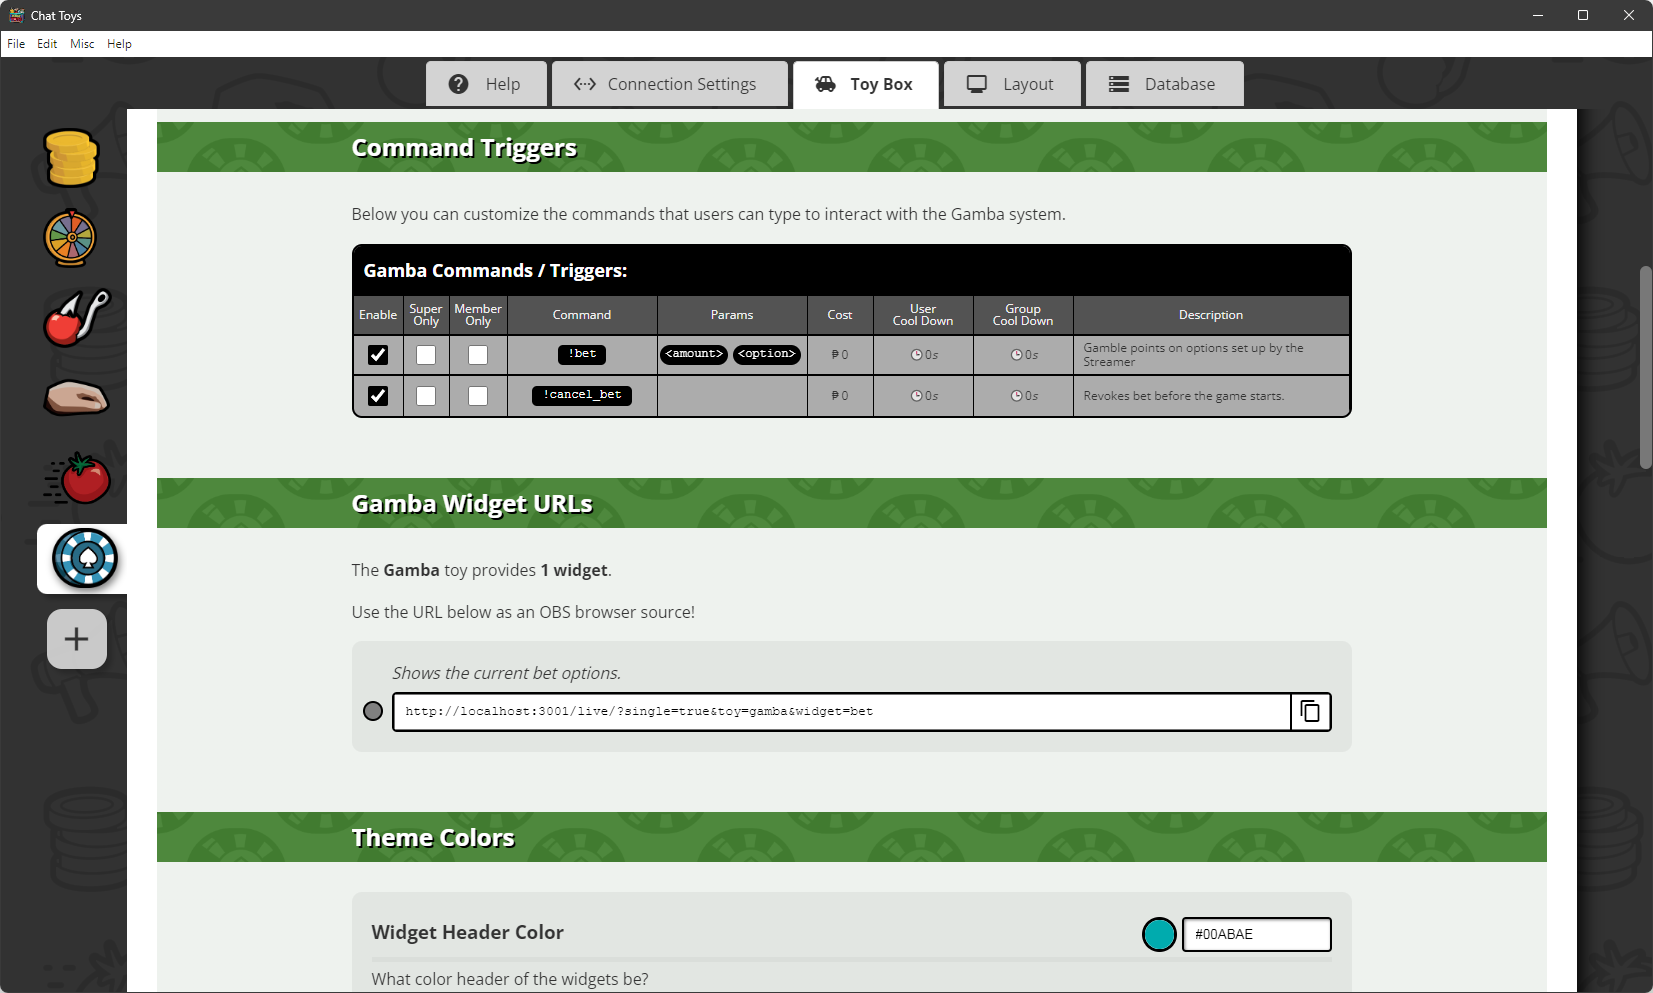 Chat Toys
File Edit Misc Help
Help Connection Settings Toy Box Layout Database
Command Triggers
Below you can customize the commands that users can type to interact with the Gamba system.
Gamba Commands / Triggers:
Enable Super Only Member Only Command Params Cost User Cool Down Group Cool Down Description
!bet <amount> <option> ₱ 0 0s 0s Gamble points on options set up by the Streamer
!cancel_bet ₱ 0 0s 0s Revokes bet before the game starts.
Gamba Widget URLs
The Gamba toy provides 1 widget.
Use the URL below as an OBS browser source!
Shows the current bet options.
http://localhost:3001/live/?single=true&toy=gamba&widget=bet
Theme Colors
Widget Header Color #00ABAE
What color header of the widgets be?